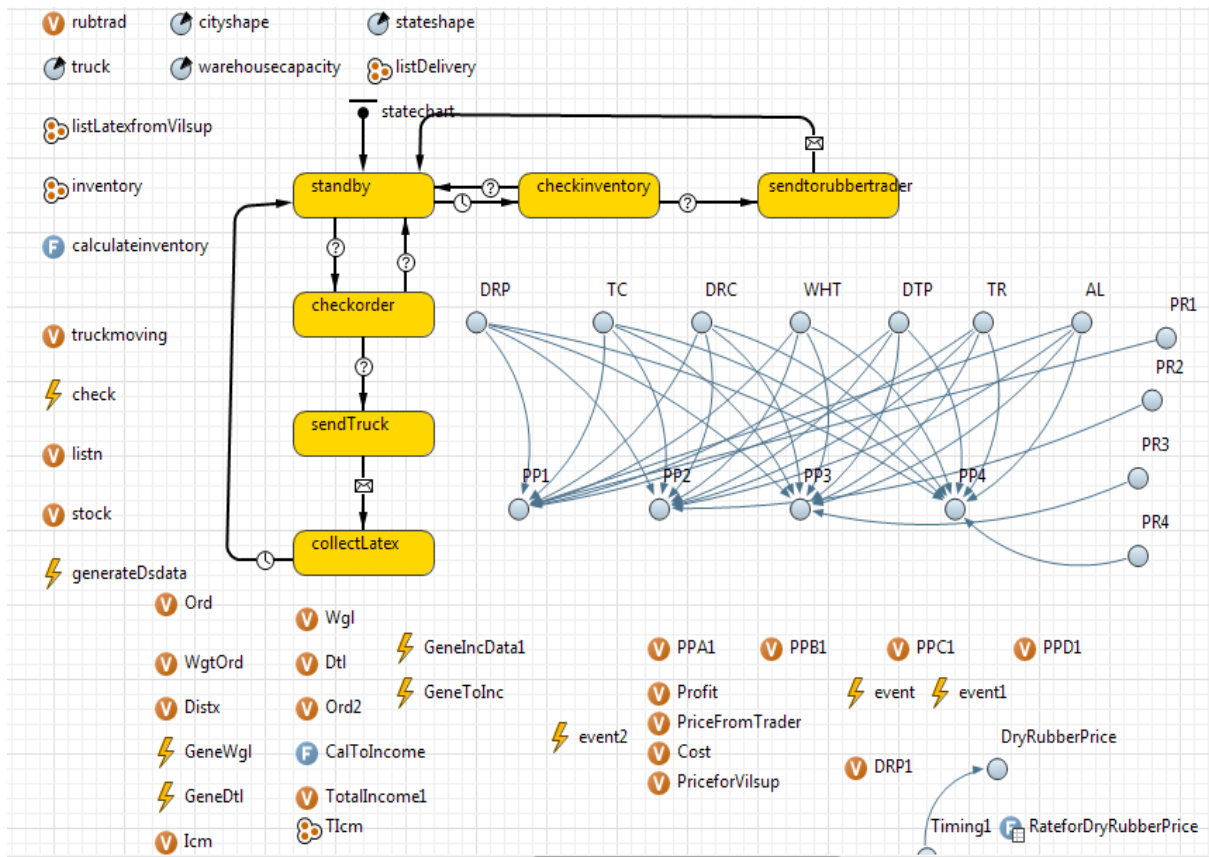 rubtrad
cityshape
stateshape
truck
warehousecapacity
listDelivery
statechart
listLatexfromVilsup
inventory
standby
checkinventory
sendtorubbertrader
calculateinventory
checkorder
DRP
TC
DRC
WHT
DTP
TR
AL
PR1
truckmoving
PR2
check
sendTruck
listn
PR3
PP1
PP2
PP3
PP4
stock
PR4
collectLatex
generateDsdata
Ord
Wgl
GeneIncData1
PPA1
PPB1
PPC1
PPD1
WgtOrd
Dtl
GeneToInc
Profit
event
event1
Distx
Ord2
PriceFromTrader
event2
DryRubberPrice
GeneWgl
CalToIncome
Cost
DRP1
PriceforVilsup
GeneDtl
TotalIncome1
Timing1
RateforDryRubberPrice
Icm
TIcm